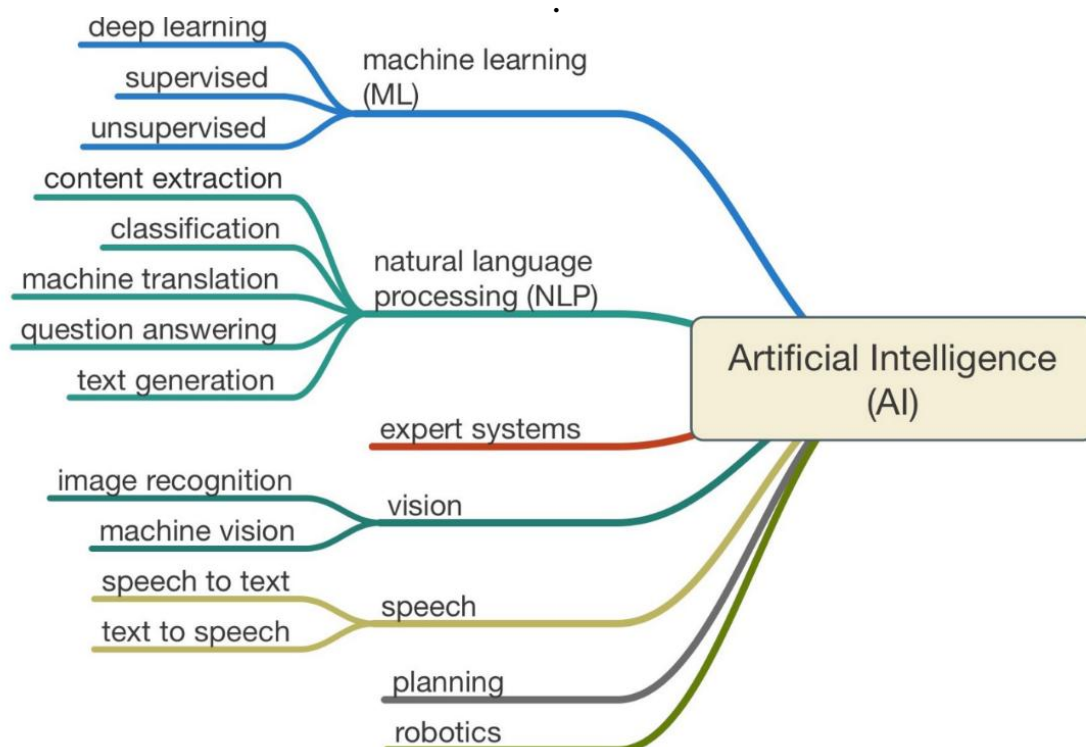 deep learning
supervised
unsupervised
machine learning
(ML)
content extraction
classification
machine translation
question answering
text generation
natural language
processing (NLP)
expert systems
image recognition
machine vision
vision
speech to text
text to speech
speech
planning
robotics
Artificial Intelligence
(AI)